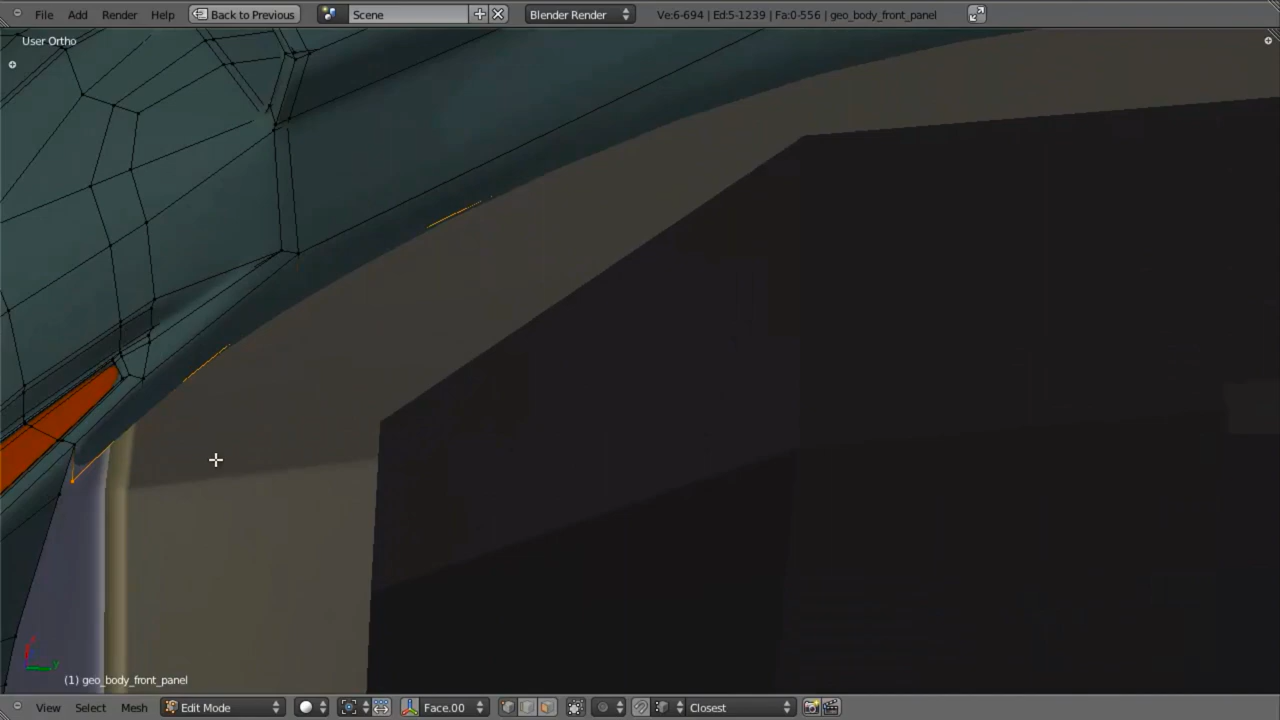 File Add Render Help Back to Previous Scene Blender Render Ve:6-694 | Ed:5-1239 | Fa:0-556 | geo_body_front_panel
User Ortho
(1) geo_body_front_panel
View Select Mesh Edit Mode Face.00 Closest